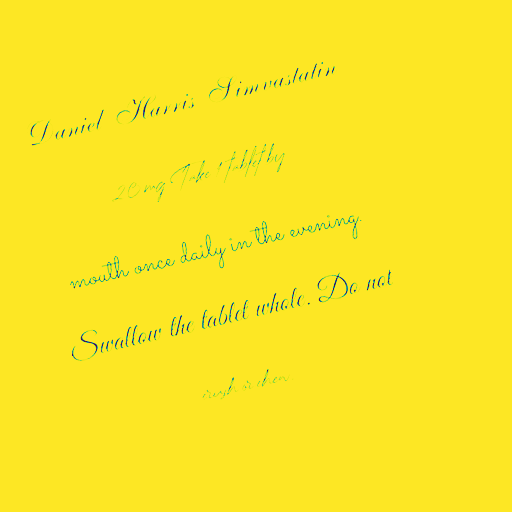 Daniel Harris Simvastatin
20 mg Take 1 tablet by
mouth once daily in the evening.
Swallow the tablet whole. Do not
crush or chew.